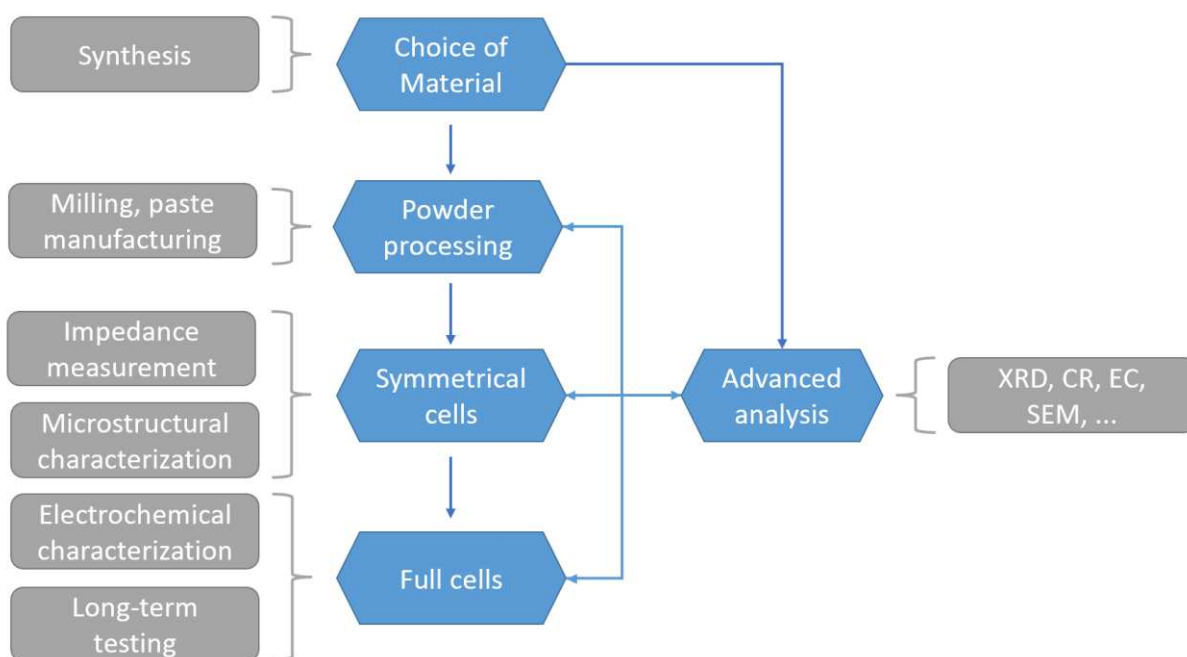 Synthesis
Choice of
Material
Milling, paste
manufacturing
Powder
processing
Impedance
measurement
Microstructural
characterization
Symmetrical
cells
Advanced
analysis
XRD, CR, EC,
SEM, ...
Electrochemical
characterization
Long-term
testing
Full cells